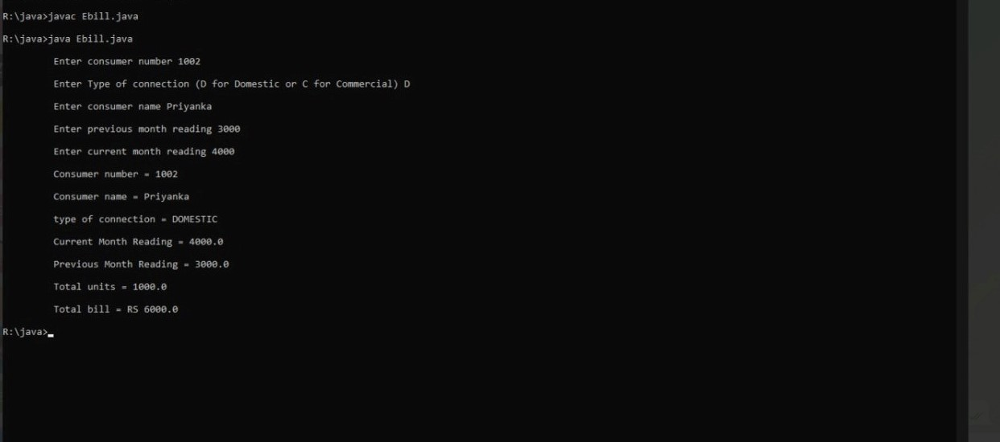 R:\java>javac Ebill.java
R:\java>java Ebill.java
Enter consumer number 1002
Enter Type of connection (D for Domestic or C for Commercial) D
Enter consumer name Priyanka
Enter previous month reading 3000
Enter current month reading 4000
Consumer number = 1002
Consumer name = Priyanka
type of connection = DOMESTIC
Current Month Reading = 4000.0
Previous Month Reading = 3000.0
Total units = 1000.0
Total bill = RS 6000.0
R:\java>